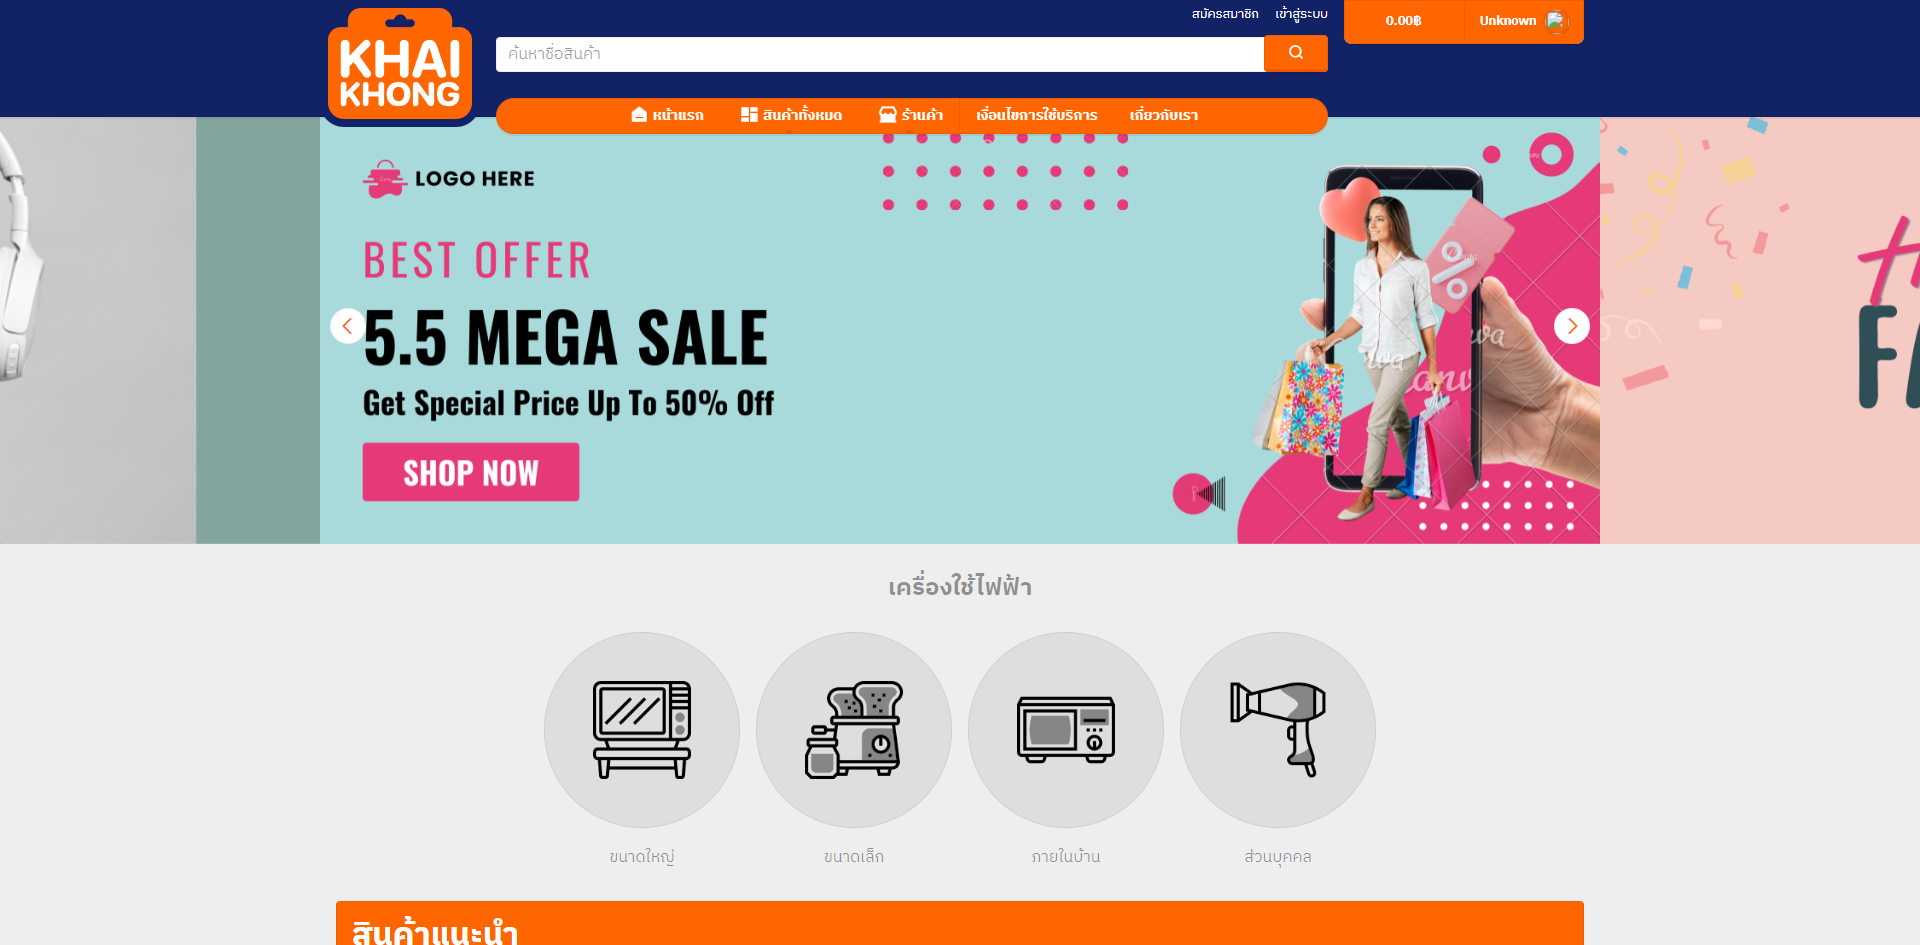 KHAI
KHONG
สมัครสมาชิก
เข้าสู่ระบบ
0.00฿
Unknown
ค้นหาชื่อสินค้า
หน้าแรก
สินค้าทั้งหมด
ร้านค้า
เงื่อนไขการใช้บริการ
เกี่ยวกับเรา
LOGO HERE
BEST OFFER
5.5 MEGA SALE
Get Special Price Up To 50% Off
SHOP NOW
%
เครื่องใช้ไฟฟ้า
ขนาดใหญ่
ขนาดเล็ก
ภายในบ้าน
ส่วนบุคคล
สินค้าแนะนำ